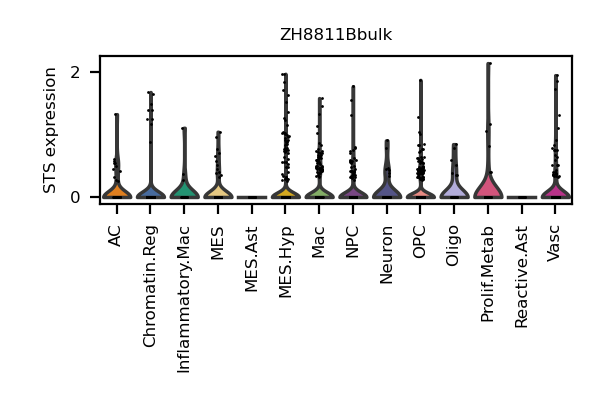 ZH8811Bbulk
STS expression
2
0
AC
Chromatin.Reg
Inflammatory.Mac
MES
MES.Ast
MES.Hyp
Mac
NPC
Neuron
OPC
Oligo
Prolif.Metab
Reactive.Ast
Vasc